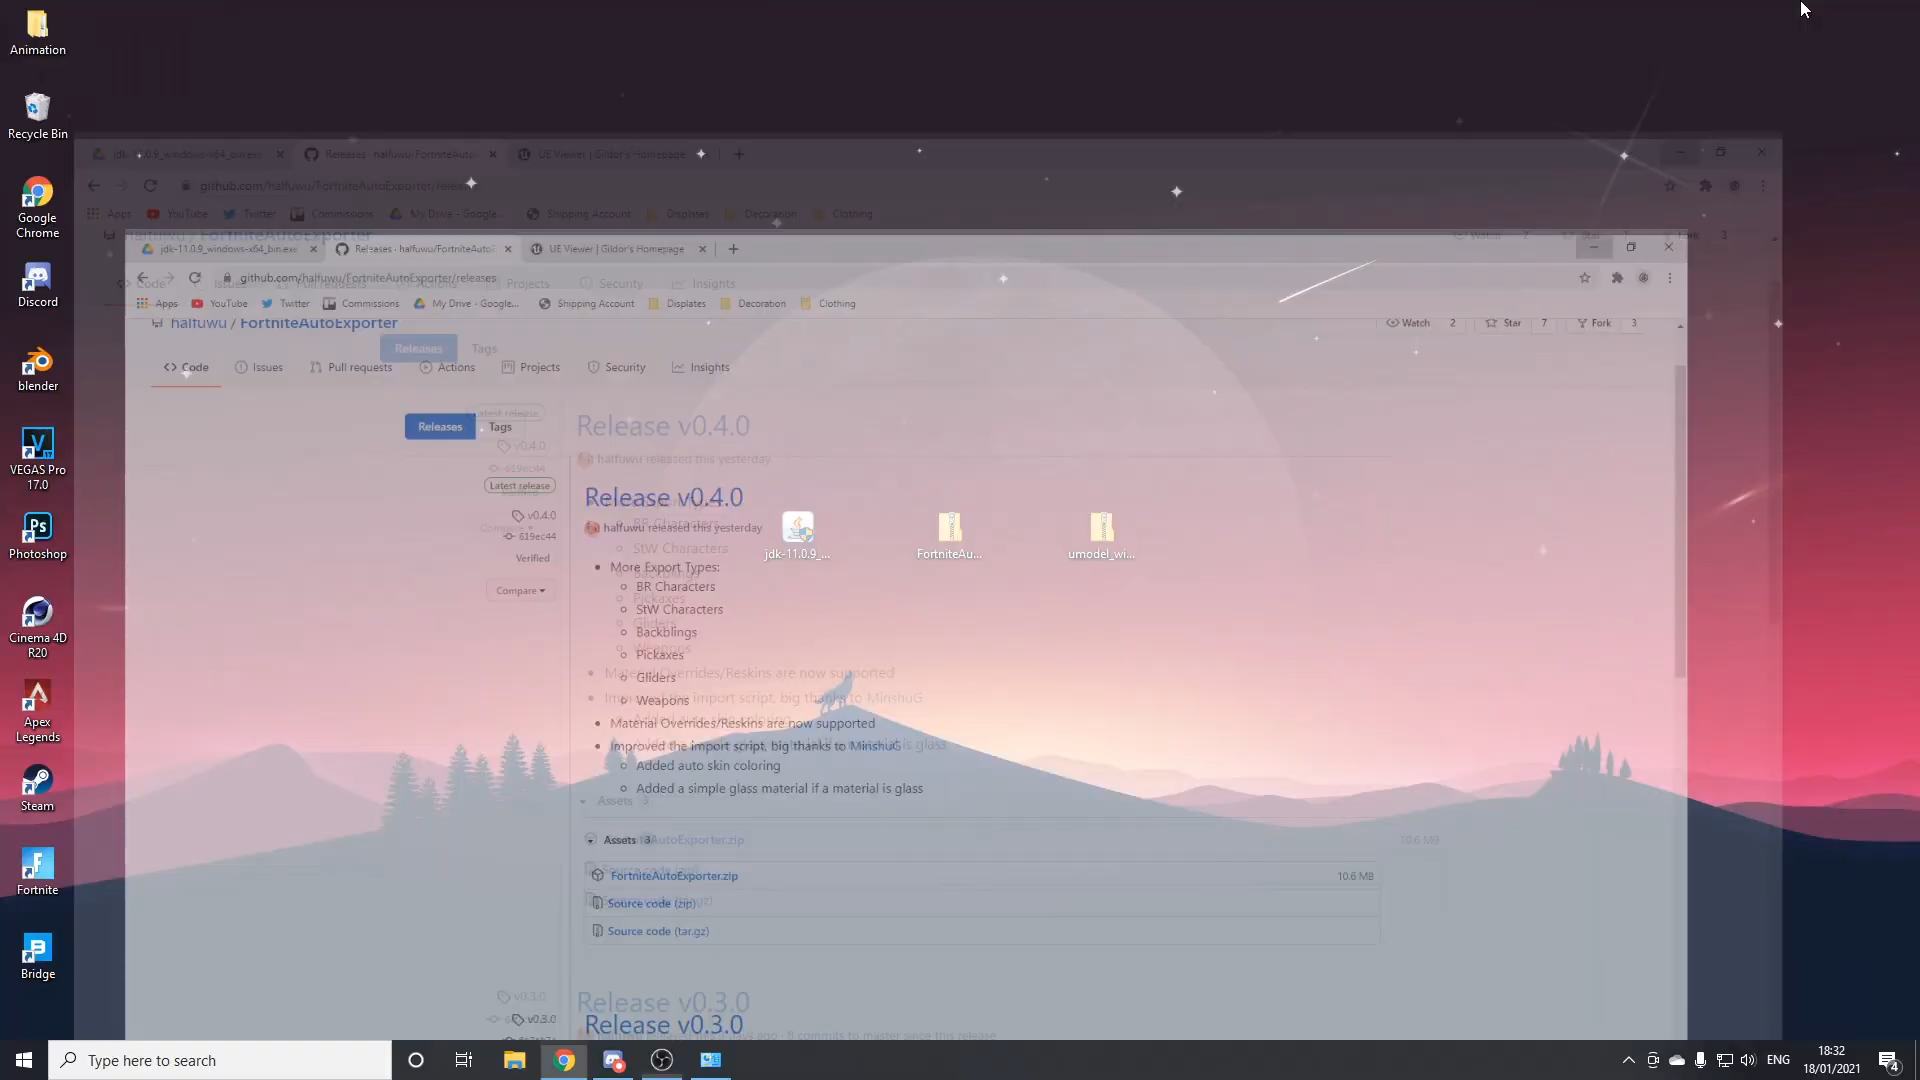 Animation
Recycle Bin
Google
Chrome
Discord
blender
VEGAS Pro
17.0
Photoshop
Cinema 4D
R20
Apex
Legends
Steam
Fortnite
Bridge
jdk-11.0.9_windows-x64_bin.exe
Releases · halfuwu/FortniteAuto
UE Viewer | Gildor's Homepage
github.com/halfuwu/FortniteAutoExporter/releases
Apps
YouTube
Twitter
Commissions
My Drive - Google...
Shipping Account
Displates
Decoration
Clothing
halfuwu / FortniteAutoExporter
Watch 2
Star 7
Fork 3
Code
Issues
Pull requests
Actions
Projects
Security
Insights
Releases
Tags
Latest release
v0.4.0
619ec44
Verified
Compare
Release v0.4.0
halfuwu released this yesterday
More Export Types:
BR Characters
StW Characters
Backblings
Pickaxes
Gliders
Weapons
Material Overrides/Reskins are now supported
Improved the import script, big thanks to MinshuG
Added auto skin coloring
Added a simple glass material if a material is glass
Assets 3
FortniteAutoExporter.zip
10.6 MB
Source code (zip)
Source code (tar.gz)
v0.3.0
Release v0.3.0
jdk-11.0.9_...
FortniteAu...
umodel_wi...
Type here to search
ENG
18:32
18/01/2021
4